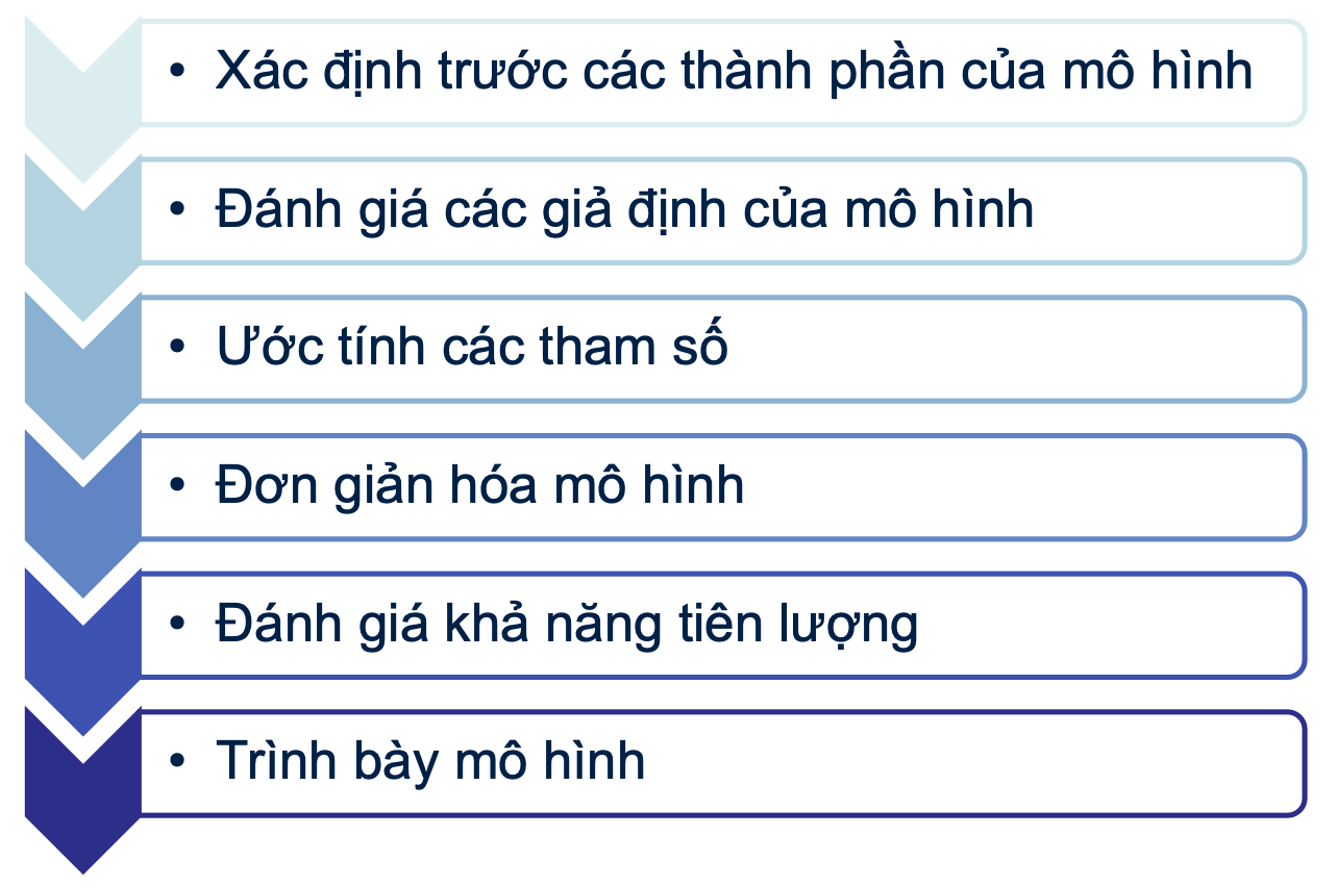 • Xác định trước các thành phần của mô hình
• Đánh giá các giả định của mô hình
• Ước tính các tham số
• Đơn giản hóa mô hình
• Đánh giá khả năng tiên lượng
• Trình bày mô hình